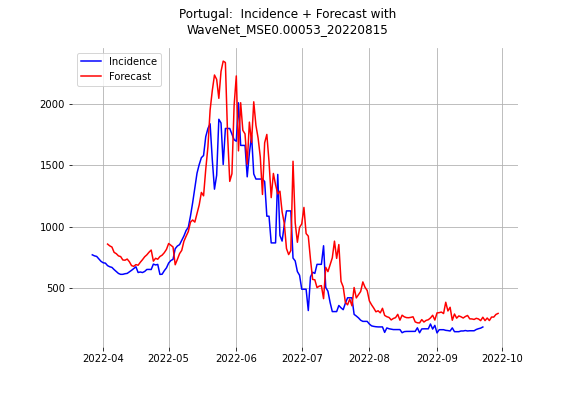 Portugal:  Incidence + Forecast with
WaveNet_MSE0.00053_20220815
Incidence
Forecast
2000
1500
1000
500
2022-04 2022-05 2022-06 2022-07 2022-08 2022-09 2022-10